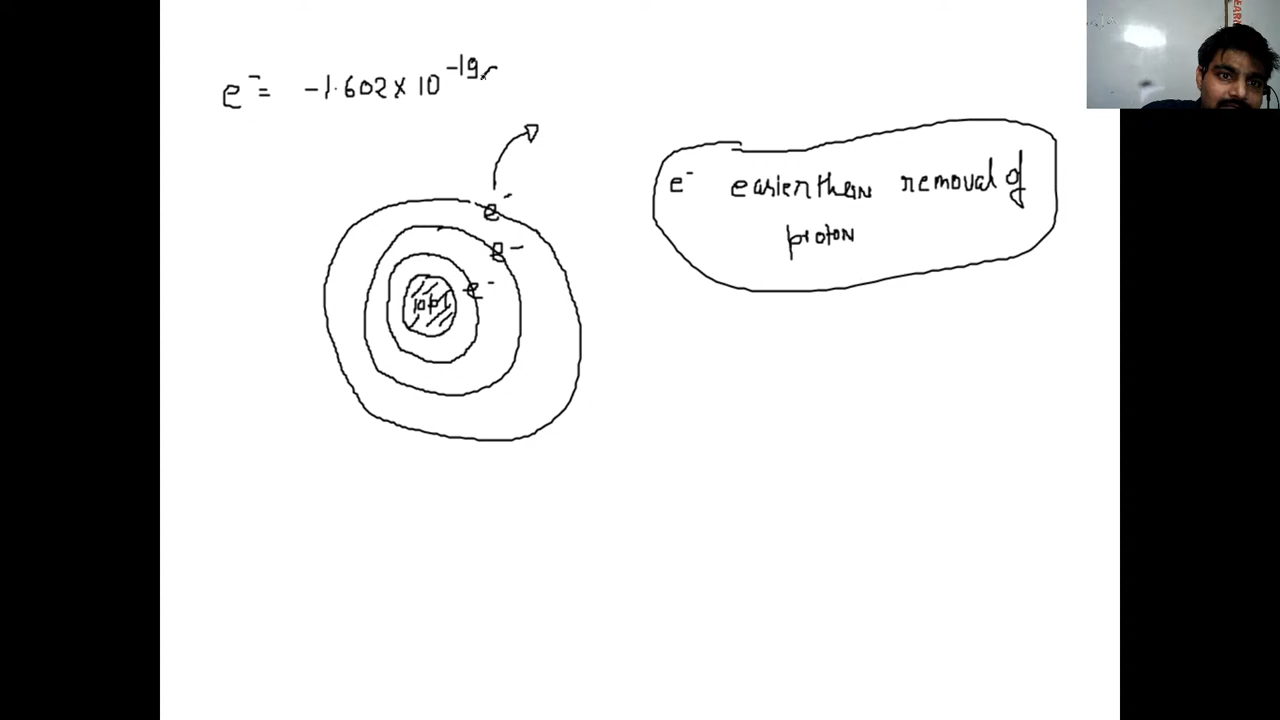 e⁻ = -1.602 × 10⁻¹⁹
e⁻ easier than removal of
proton
e⁻
e⁻
e⁻